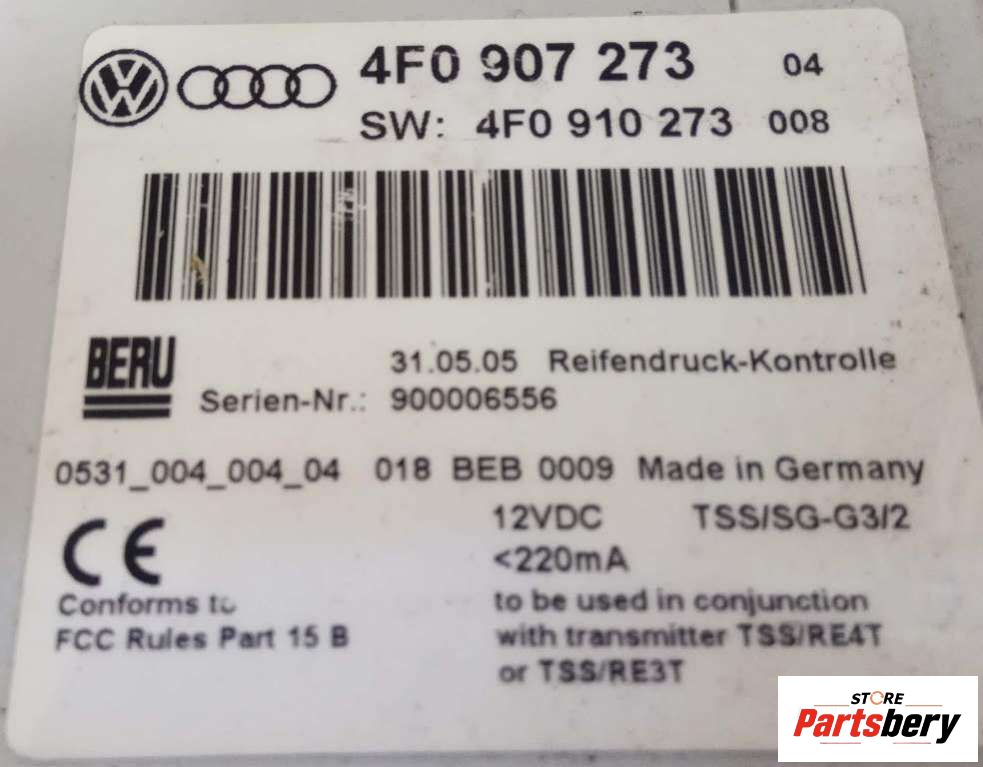 4F0 907 273 04
SW: 4F0 910 273 008
BERU
31.05.05 Reifendruck-Kontrolle
Serien-Nr.: 900006556
0531_004_004_04 018 BEB 0009 Made in Germany
12VDC TSS/SG-G3/2
CE
<220mA
Conforms to
to be used in conjunction
FCC Rules Part 15 B
with transmitter TSS/RE4T
or TSS/RE3T
STORE
Partsbery